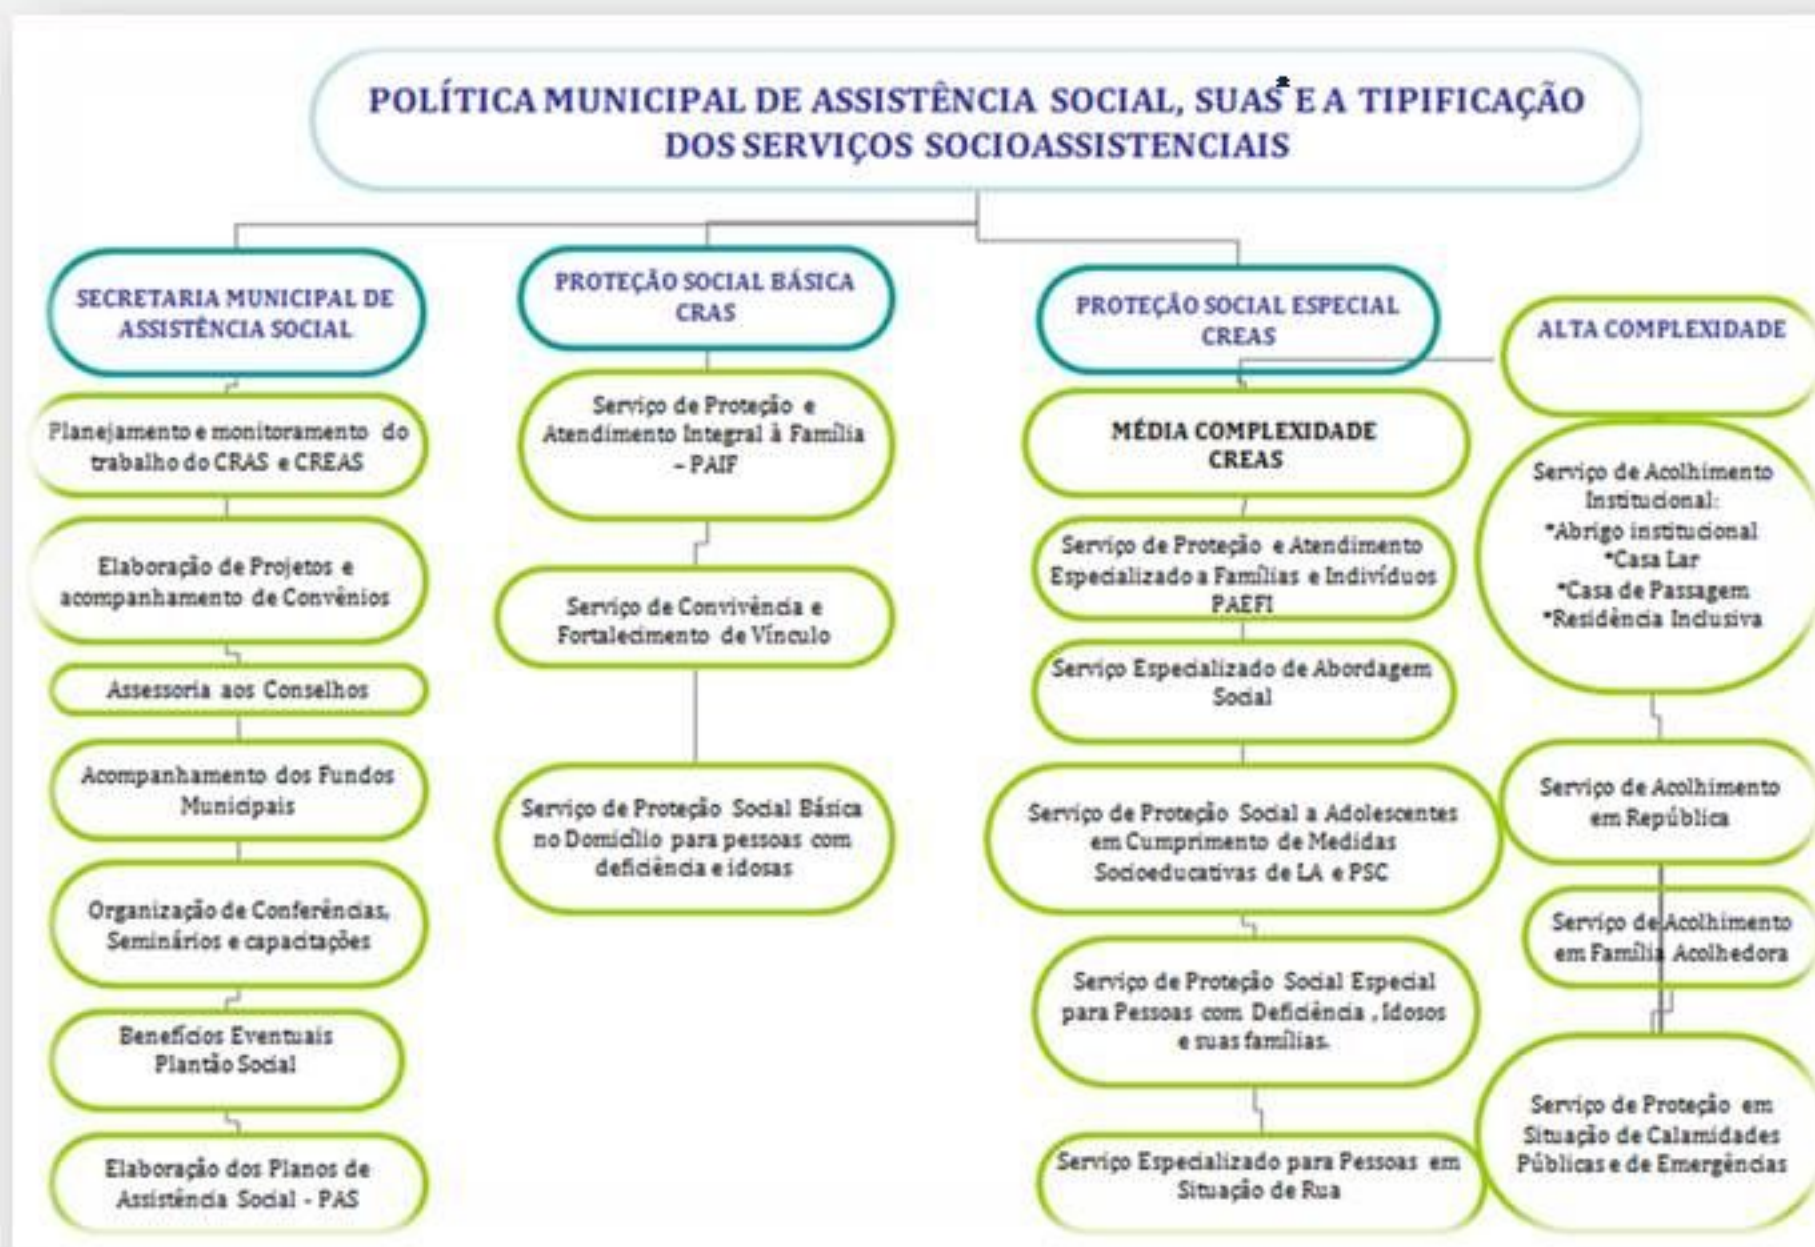 POLÍTICA MUNICIPAL DE ASSISTÊNCIA SOCIAL, SUAS E A TIPIFICAÇÃO
DOS SERVIÇOS SOCIOASSISTENCIAIS
SECRETARIA MUNICIPAL DE
ASSISTÊNCIA SOCIAL
Planejamento e monitoramento do
trabalho do CRAS e CREAS
Elaboração de Projetos e
acompanhamento de Convênios
Assessoria aos Conselhos
Acompanhamento dos Fundos
Municipais
Organização de Conferências,
Seminários e capacitações
Benefícios Eventuais
Plantão Social
Elaboração dos Planos de
Assistência Social - PAS
PROTEÇÃO SOCIAL BÁSICA
CRAS
Serviço de Proteção e
Atendimento Integral à Família
– PAIF
Serviço de Convivência e
Fortalecimento de Vínculo
Serviço de Proteção Social Básica
no Domicílio para pessoas com
deficiência e idosas
PROTEÇÃO SOCIAL ESPECIAL
CREAS
MÉDIA COMPLEXIDADE
CREAS
Serviço de Proteção e Atendimento
Especializado a Famílias e Indivíduos
PAEFI
Serviço Especializado de Abordagem
Social
Serviço de Proteção Social a Adolescentes
em Cumprimento de Medidas
Socioeducativas de LA e PSC
Serviço de Proteção Social Especial
para Pessoas com Deficiência , Idosos
e suas famílias.
Serviço Especializado para Pessoas em
Situação de Rua
ALTA COMPLEXIDADE
Serviço de Acolhimento
Institucional:
*Abrigo institucional
*Casa Lar
*Casa de Passagem
*Residência Inclusiva
Serviço de Acolhimento
em República
Serviço de Acolhimento
em Família Acolhedora
Serviço de Proteção em
Situação de Calamidades
Públicas e de Emergências